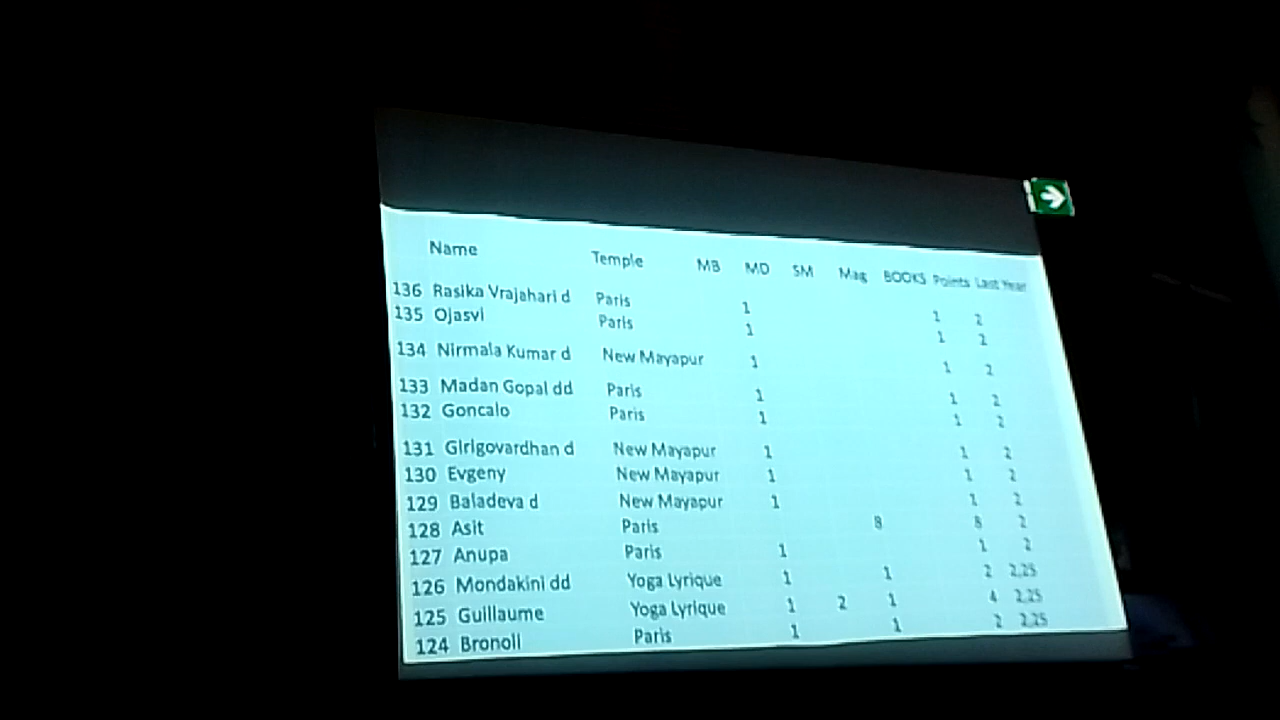 Name Temple MB MD SM Mag BOOKS Points Last Year
136 Rasika Vrajahari d Paris 1 1 2
135 Ojasvi Paris 1 1 2
134 Nirmala Kumar d New Mayapur 1 1 2
133 Madan Gopal dd Paris 1 1 2
132 Goncalo Paris 1 1 2
131 Girigovardhan d New Mayapur 1 1 2
130 Evgeny New Mayapur 1 1 2
129 Baladeva d New Mayapur 1 1 2
128 Asit Paris 8 8 2
127 Anupa Paris 1 1 2
126 Mondakini dd Yoga Lyrique 1 1 2 2,25
125 Guillaume Yoga Lyrique 1 2 1 4 2,25
124 Bronoll Paris 1 1 2 2,25